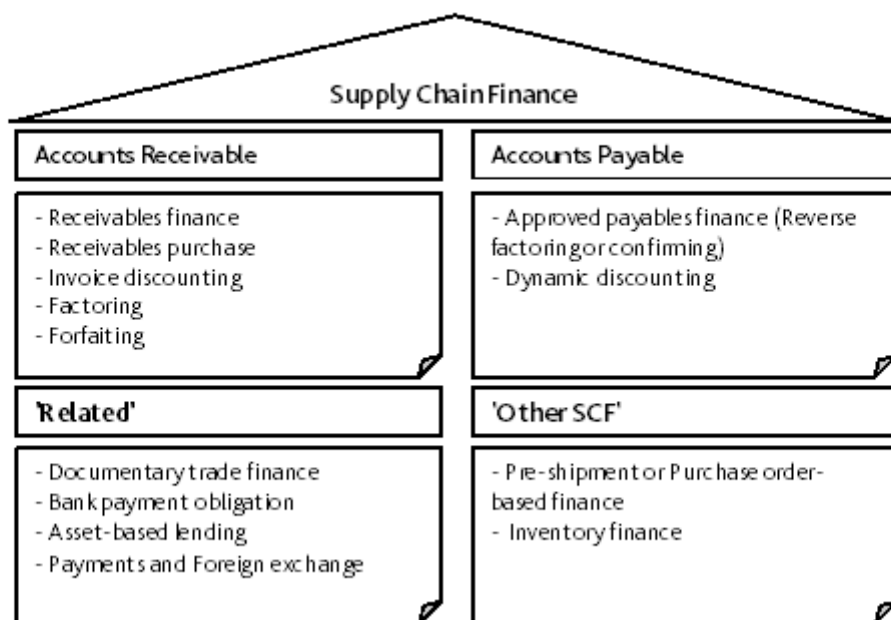 Supply Chain Finance
Accounts Receivable
- Receivables finance
- Receivables purchase
- Invoice discounting
- Factoring
- Forfaiting
Accounts Payable
- Approved payables finance (Reverse
factoring or confirming)
- Dynamic discounting
'Related'
- Documentary trade finance
- Bank payment obligation
- Asset-based lending
- Payments and Foreign exchange
'Other SCF'
- Pre-shipment or Purchase order-
based finance
- Inventory finance